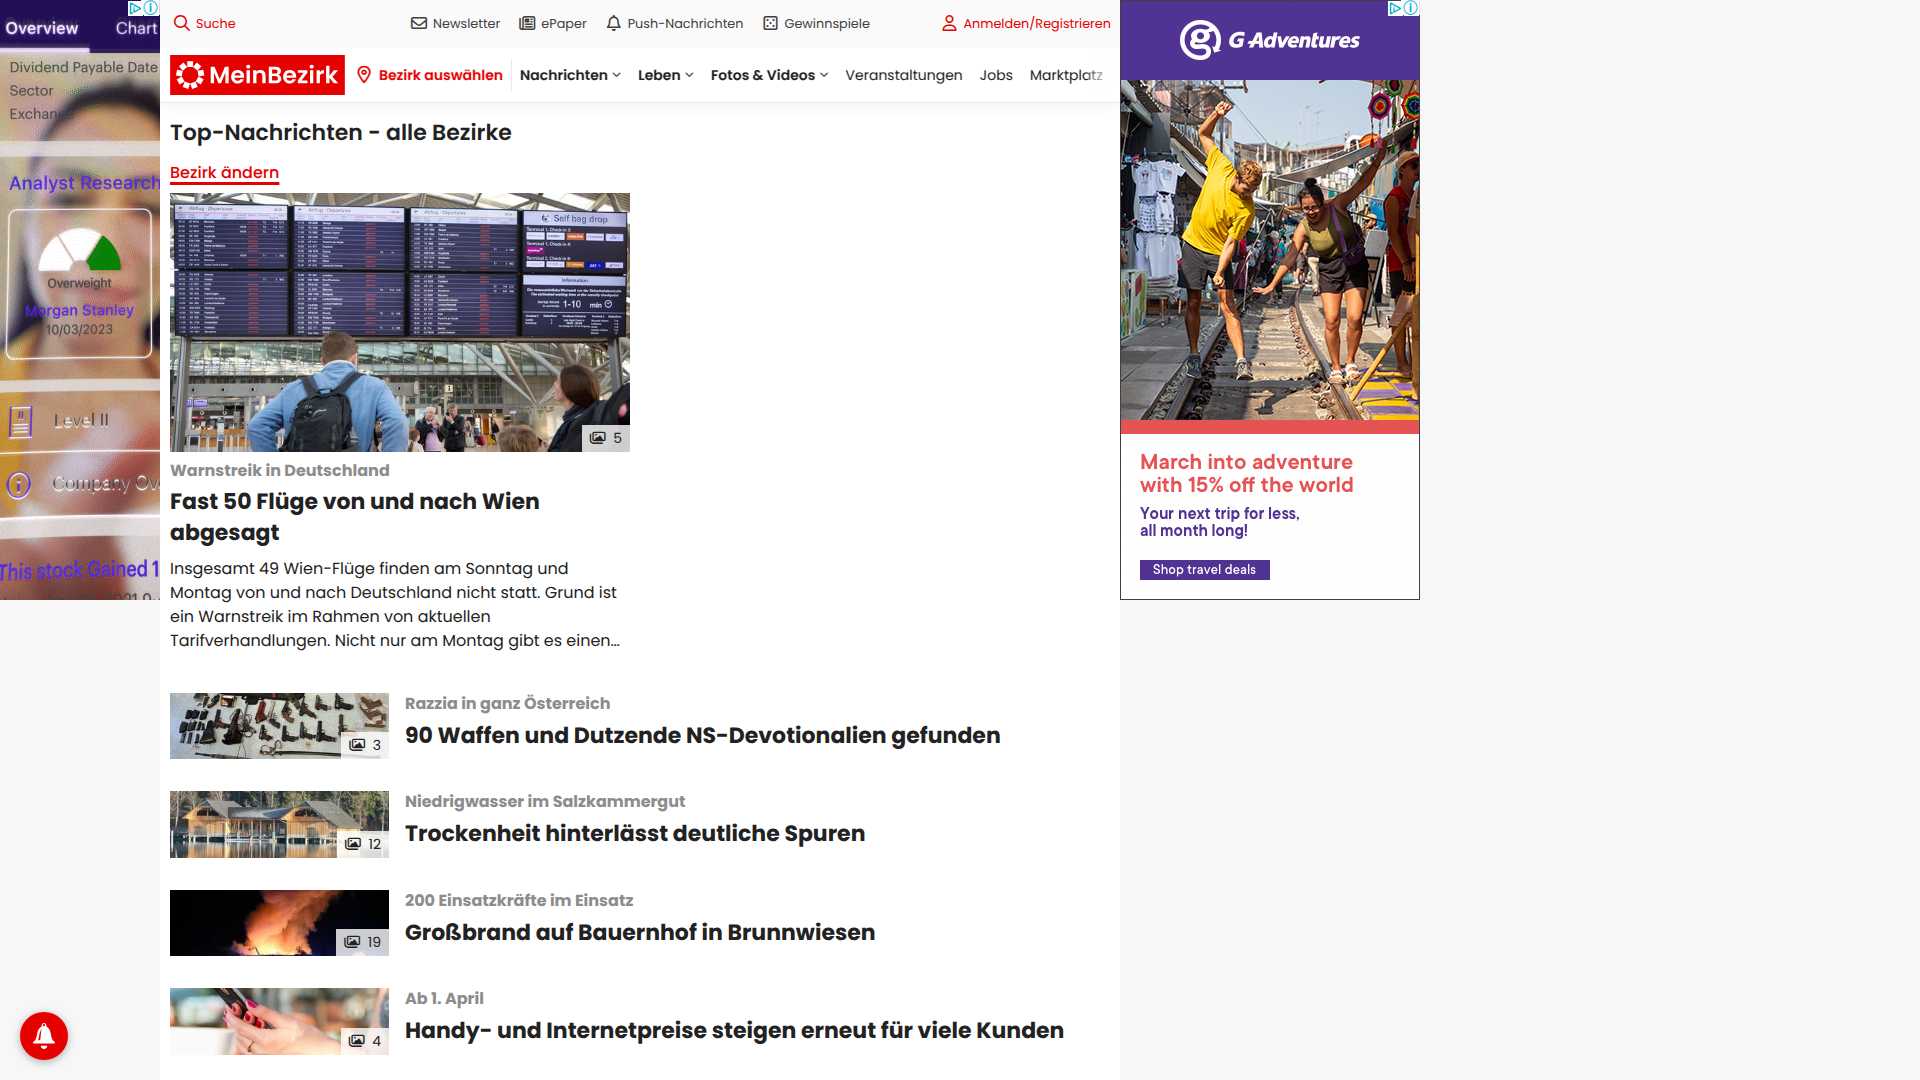 Overview
Chart
Dividend Payable Date
Sector
Exchan
Analyst Research
Overweight
Morgan Stanley
10/03/2023
Level II
Company Ov
This stock Gained 1
Suche
Newsletter
ePaper
Push-Nachrichten
Gewinnspiele
Anmelden/Registrieren
MeinBezirk
Bezirk auswählen
Nachrichten
Leben
Fotos & Videos
Veranstaltungen
Jobs
Marktplatz
Top-Nachrichten - alle Bezirke
Bezirk ändern
Self bag drop
Information
1-10 min
5
Warnstreik in Deutschland
Fast 50 Flüge von und nach Wien
abgesagt
Insgesamt 49 Wien-Flüge finden am Sonntag und
Montag von und nach Deutschland nicht statt. Grund ist
ein Warnstreik im Rahmen von aktuellen
Tarifverhandlungen. Nicht nur am Montag gibt es einen...
3
Razzia in ganz Österreich
90 Waffen und Dutzende NS-Devotionalien gefunden
12
Niedrigwasser im Salzkammergut
Trockenheit hinterlässt deutliche Spuren
19
200 Einsatzkräfte im Einsatz
Großbrand auf Bauernhof in Brunnwiesen
4
Ab 1. April
Handy- und Internetpreise steigen erneut für viele Kunden
G Adventures
March into adventure
with 15% off the world
Your next trip for less,
all month long!
Shop travel deals